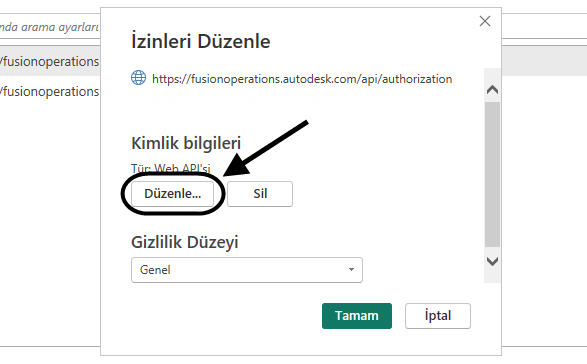 nda arama ayarları
İzinleri Düzenle
/fusionoperations
https://fusionoperations.autodesk.com/api/authorization
/fusionoperations
Kimlik bilgileri
Tür: Web API'si
Düzenle...
Sil
Gizlilik Düzeyi
Genel
Tamam
İptal